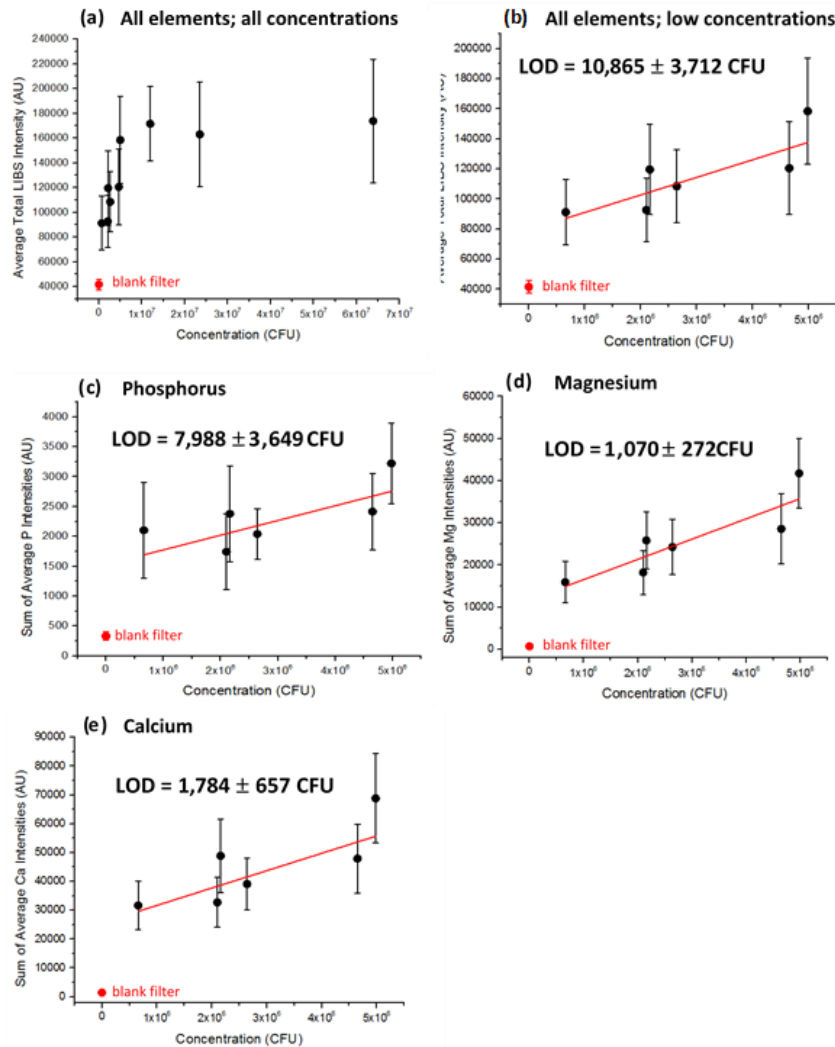 (a) All elements; all concentrations
240000
220000
200000
180000
160000
140000
120000
100000
80000
60000
40000
Average Total LIBS Intensity (AU)
blank filter
0 1x10⁷ 2x10⁷ 3x10⁷ 4x10⁷ 5x10⁷ 6x10⁷ 7x10⁷
Concentration (CFU)
(b) All elements; low concentrations
LOD = 10,865 ± 3,712 CFU
200000
180000
160000
140000
120000
100000
80000
60000
40000
Total LIBS Intensity
blank filter
0 1x10⁶ 2x10⁶ 3x10⁶ 4x10⁶ 5x10⁶
Concentration (CFU)
(c) Phosphorus
LOD = 7,988 ± 3,649 CFU
4000
3500
3000
2500
2000
1500
1000
500
0
Sum of Average P Intensities (AU)
blank filter
0 1x10⁶ 2x10⁶ 3x10⁶ 4x10⁶ 5x10⁶
Concentration (CFU)
(d) Magnesium
LOD = 1,070 ± 272CFU
60000
50000
40000
30000
20000
10000
0
Sum of Average Mg Intensities (AU)
blank filter
0 1x10⁶ 2x10⁶ 3x10⁶ 4x10⁶ 5x10⁶
Concentration (CFU)
(e) Calcium
LOD = 1,784 ± 657 CFU
90000
80000
70000
60000
50000
40000
30000
20000
10000
0
Sum of Average Ca Intensities (AU)
blank filter
0 1x10⁶ 2x10⁶ 3x10⁶ 4x10⁶ 5x10⁶
Concentration (CFU)